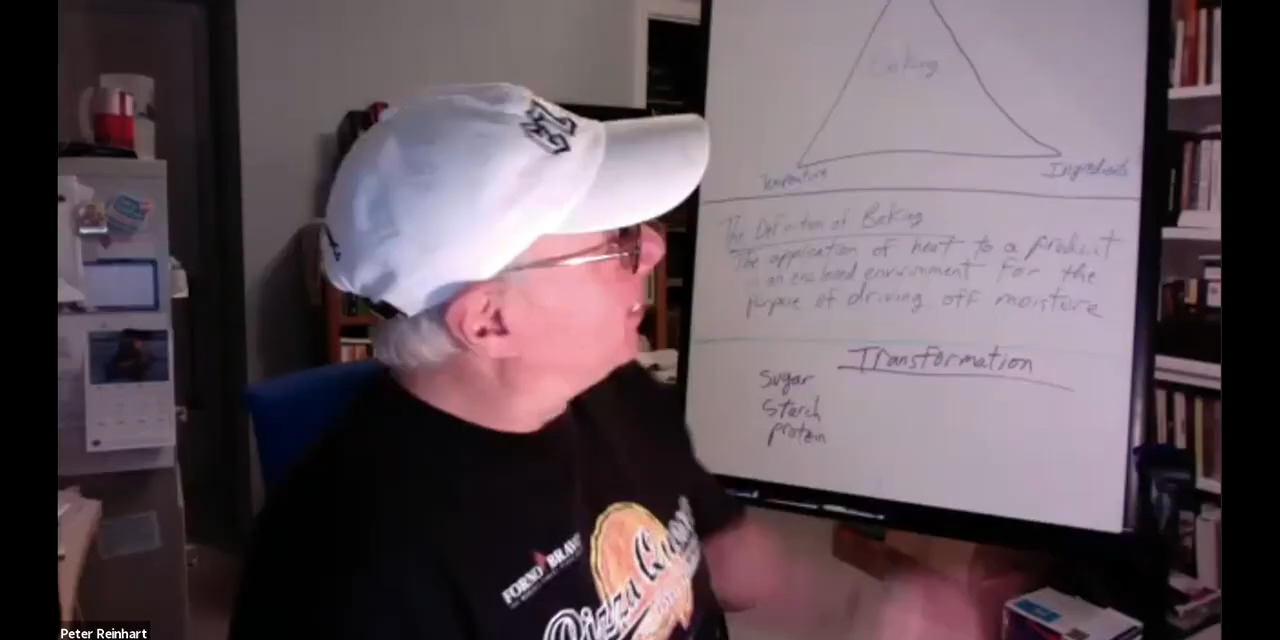 Baking
Temperature
Ingredients
The Definition of Baking
The application of heat to a product
in an enclosed environment for the
purpose of driving off moisture
Transformation
Sugar
Starch
protein
FORNO BRAVO
Pizza
Peter Reinhart